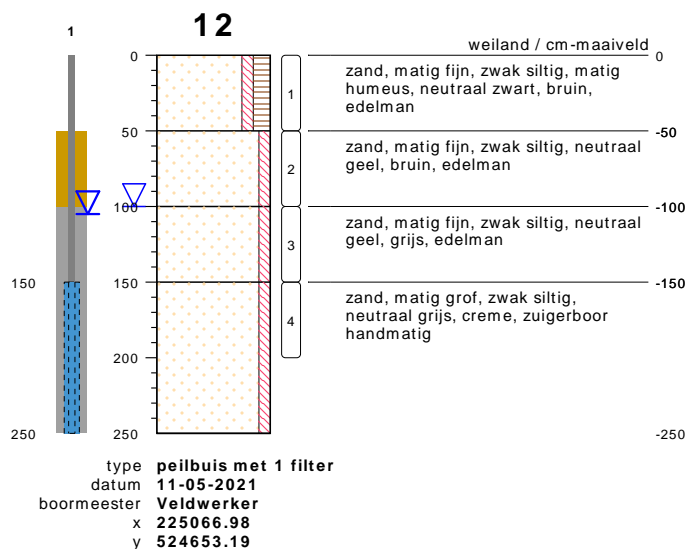 12
1
weiland / cm-maaiveld
0
0
zand, matig fijn, zwak siltig, matig
humeus, neutraal zwart, bruin,
edelman
1
50
-50
zand, matig fijn, zwak siltig, neutraal
geel, bruin, edelman
2
100
-100
zand, matig fijn, zwak siltig, neutraal
geel, grijs, edelman
3
150
150
-150
zand, matig grof, zwak siltig,
neutraal grijs, creme, zuigerboor
handmatig
4
200
250
250
-250
type peilbuis met 1 filter
datum 11-05-2021
boormeester Veldwerker
x 225066.98
y 524653.19